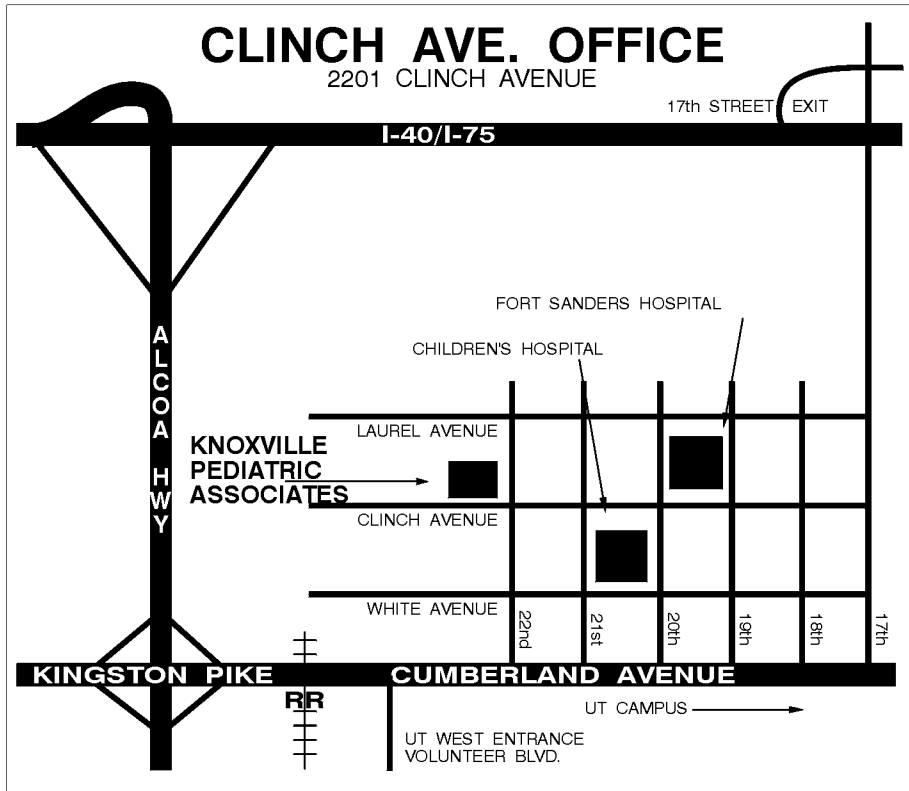 CLINCH AVE. OFFICE
2201 CLINCH AVENUE
17th STREET EXIT
I-40/I-75
FORT SANDERS HOSPITAL
CHILDREN'S HOSPITAL
ALCOA HWY
LAUREL AVENUE
KNOXVILLE
PEDIATRIC
ASSOCIATES
CLINCH AVENUE
WHITE AVENUE
22nd
21st
20th
19th
18th
17th
KINGSTON PIKE
CUMBERLAND AVENUE
RR
UT CAMPUS
UT WEST ENTRANCE
VOLUNTEER BLVD.